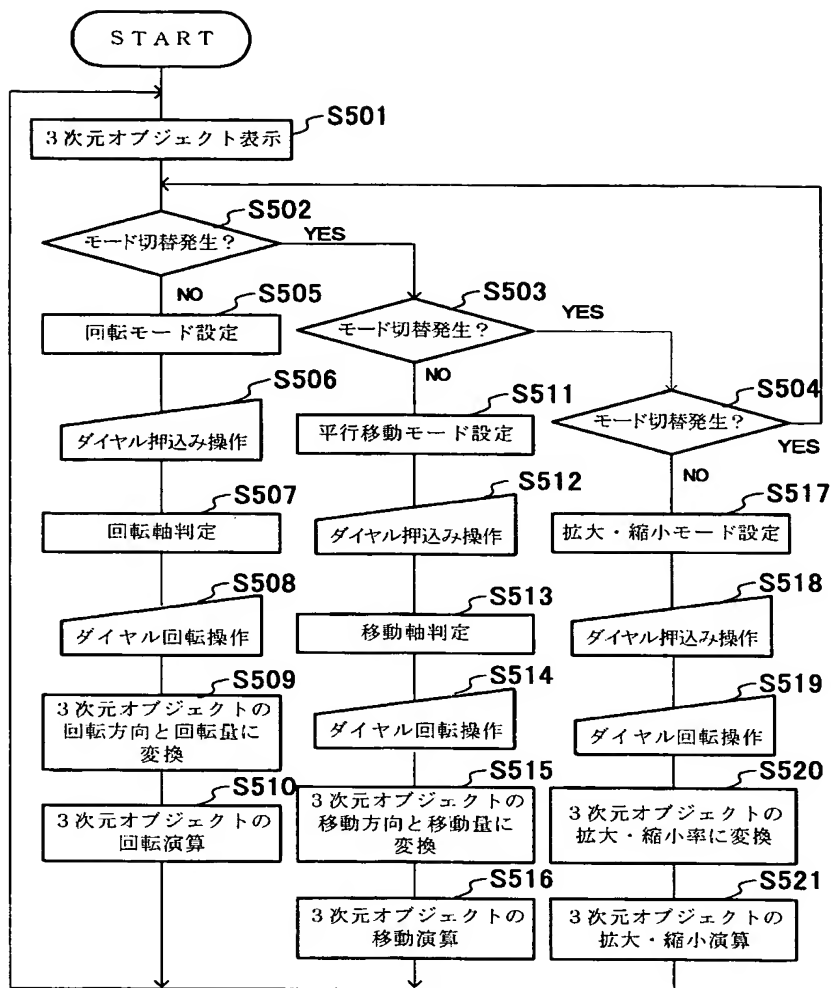 START
S501
3次元オブジェクト表示
S502
モード切替発生?
YES
NO
S503
モード切替発生?
YES
NO
S504
モード切替発生?
YES
NO
S505
回転モード設定
S506
ダイヤル押込み操作
S507
回転軸判定
S508
ダイヤル回転操作
S509
3次元オブジェクトの
回転方向と回転量に
変換
S510
3次元オブジェクトの
回転演算
S511
平行移動モード設定
S512
ダイヤル押込み操作
S513
移動軸判定
S514
ダイヤル回転操作
S515
3次元オブジェクトの
移動方向と移動量に
変換
S516
3次元オブジェクトの
移動演算
S517
拡大・縮小モード設定
S518
ダイヤル押込み操作
S519
ダイヤル回転操作
S520
3次元オブジェクトの
拡大・縮小率に変換
S521
3次元オブジェクトの
拡大・縮小演算